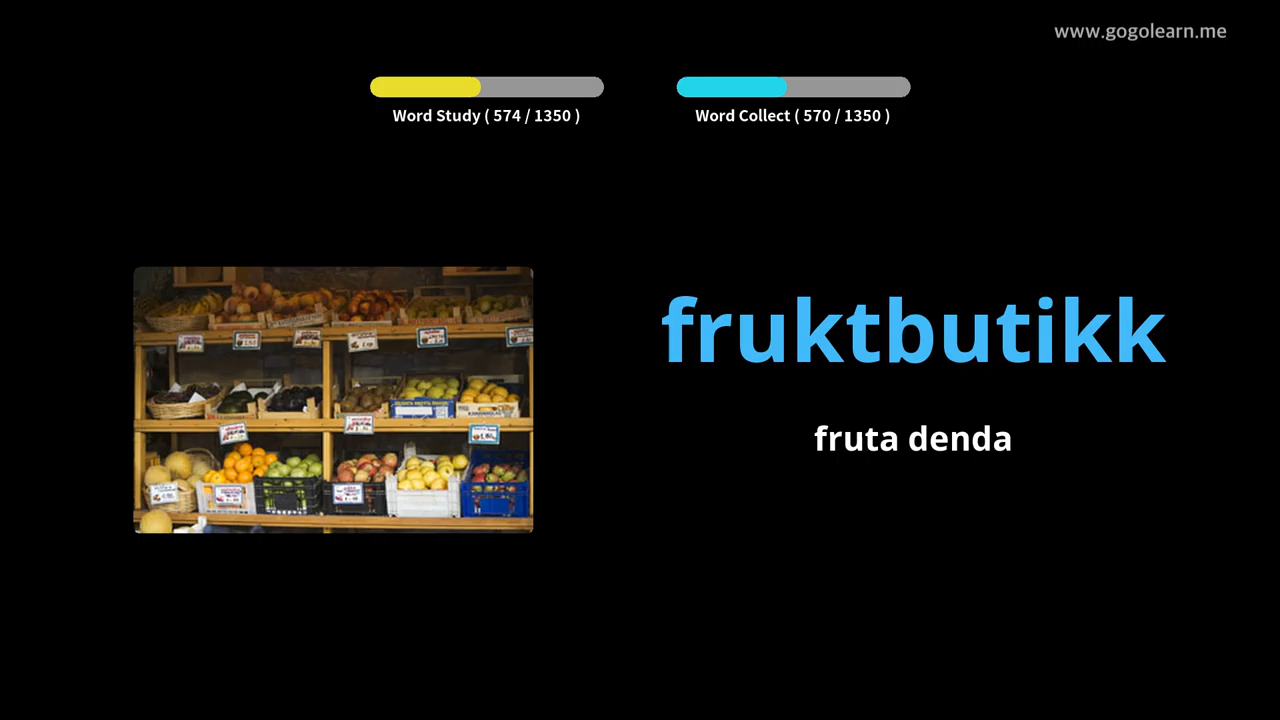 www.gogolearn.me
Word Study ( 574 / 1350 )
Word Collect ( 570 / 1350 )
fruktbutikk
fruta denda